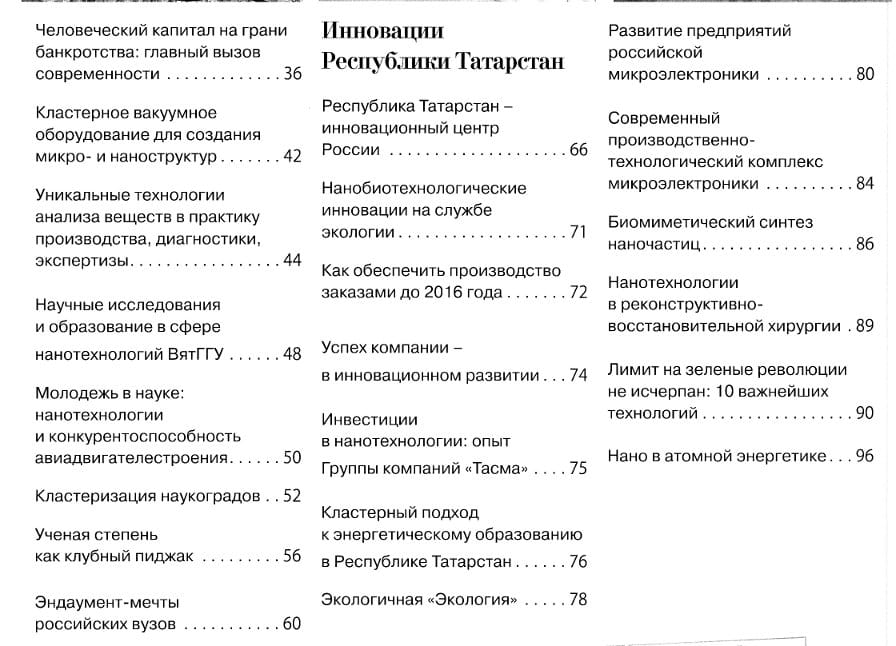 Человеческий капитал на грани
банкротства: главный вызов
современности . . . . . . . . . . . . 36
Кластерное вакуумное
оборудование для создания
микро- и наноструктур . . . . . . . 42
Уникальные технологии
анализа веществ в практику
производства, диагностики,
экспертизы. . . . . . . . . . . . . . . . . 44
Научные исследования
и образование в сфере
нанотехнологий ВятГГУ . . . . . . 48
Молодежь в науке:
нанотехнологии
и конкурентоспособность
авиадвигателестроения. . . . . . 50
Кластеризация наукоградов . . 52
Ученая степень
как клубный пиджак . . . . . . . . . 56
Эндаумент-мечты
российских вузов . . . . . . . . . . . 60
Инновации
Республики Татарстан
Республика Татарстан –
инновационный центр
России . . . . . . . . . . . . . . . . . . . . 66
Нанобиотехнологические
инновации на службе
экологии . . . . . . . . . . . . . . . . . . . 71
Как обеспечить производство
заказами до 2016 года . . . . . . . 72
Успех компании –
в инновационном развитии . . . 74
Инвестиции
в нанотехнологии: опыт
Группы компаний «Тасма» . . . . 75
Кластерный подход
к энергетическому образованию
в Республике Татарстан . . . . . . 76
Экологичная «Экология» . . . . . 78
Развитие предприятий
российской
микроэлектроники . . . . . . . . . . 80
Современный
производственно-
технологический комплекс
микроэлектроники . . . . . . . . . . 84
Биомиметический синтез
наночастиц. . . . . . . . . . . . . . . . . 86
Нанотехнологии
в реконструктивно-
восстановительной хирургии . 89
Лимит на зеленые революции
не исчерпан: 10 важнейших
технологий . . . . . . . . . . . . . . . . . 90
Нано в атомной энергетике . . . 96